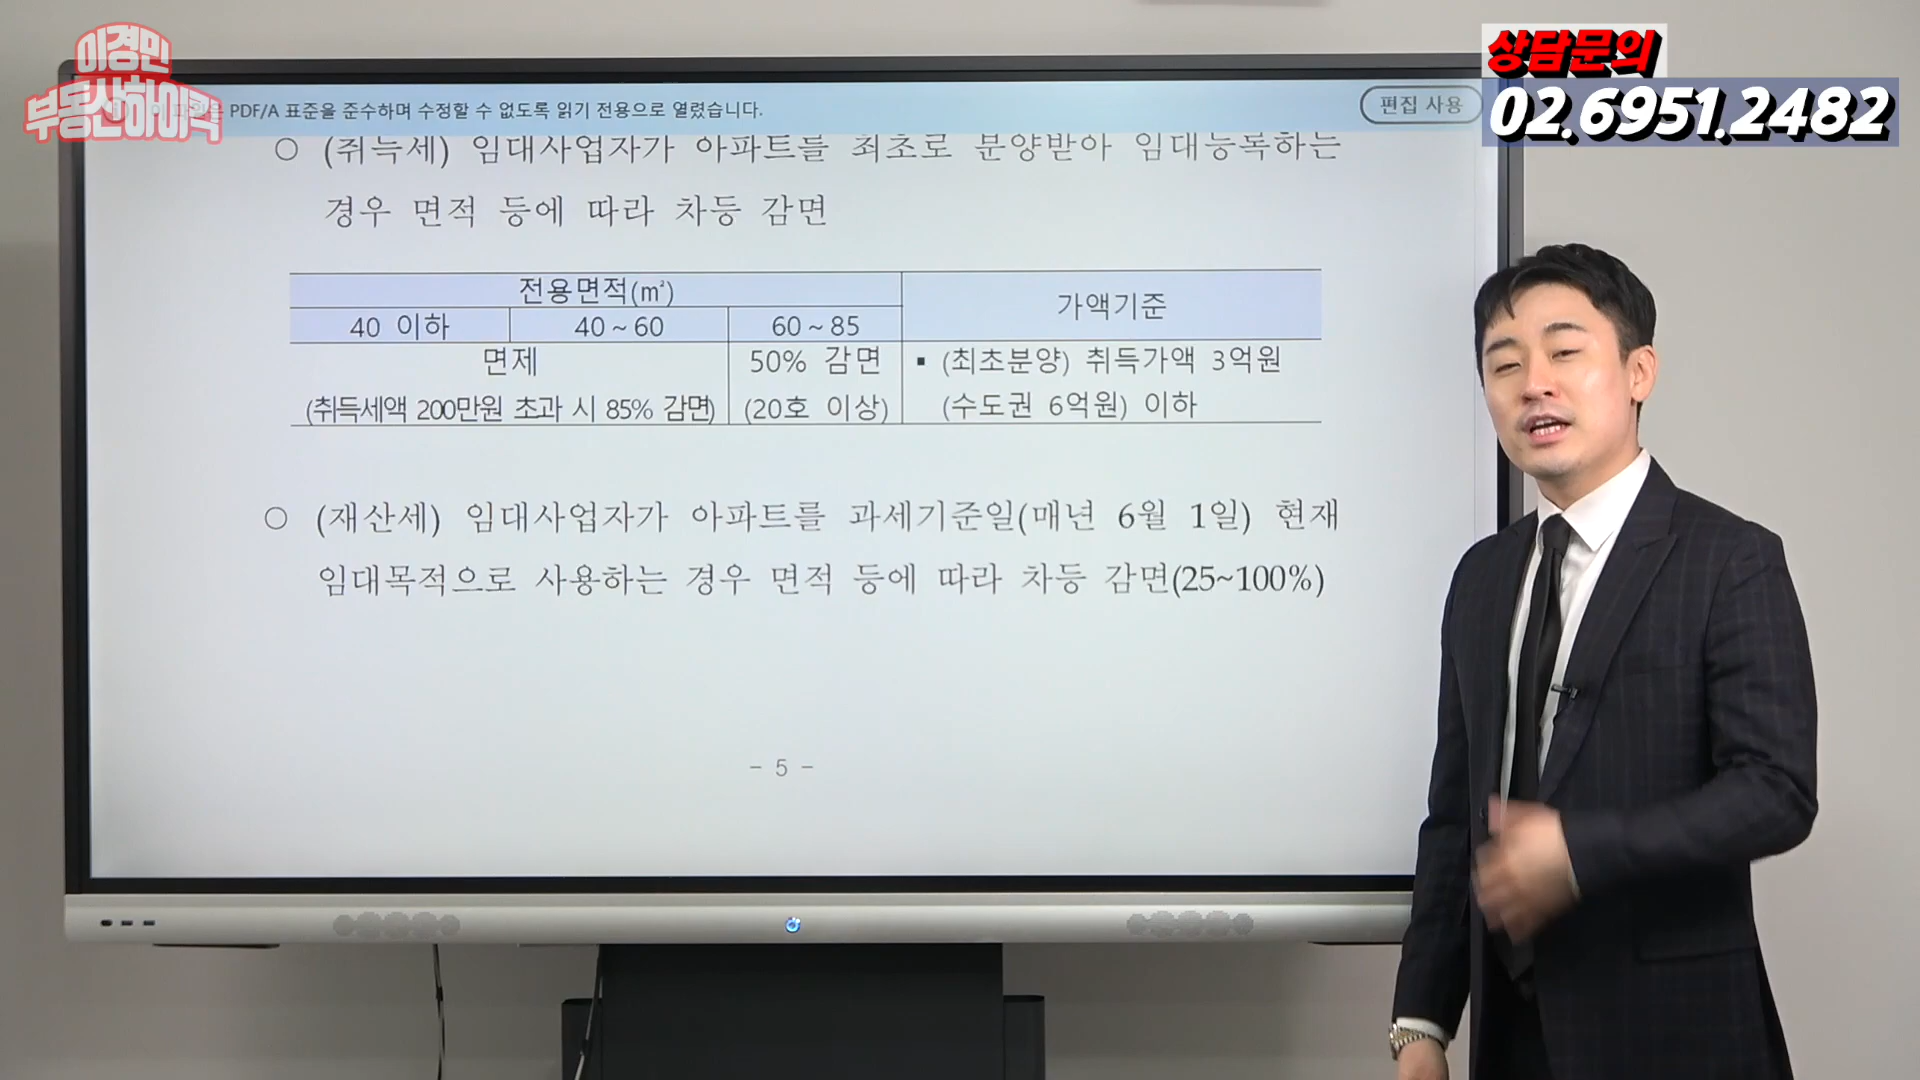 이경민
부동산하이킥
상담문의
02.6951.2482
PDF/A 표준을 준수하며 수정할 수 없도록 읽기 전용으로 열렸습니다.
편집 사용
○ (취득세) 임대사업자가 아파트를 최초로 분양받아 임대등록하는
경우 면적 등에 따라 차등 감면
전용면적(㎡)
가액기준
40 이하
40 ~ 60
60 ~ 85
면제
(취득세액 200만원 초과 시 85% 감면)
50% 감면
(20호 이상)
▪ (최초분양) 취득가액 3억원
(수도권 6억원) 이하
○ (재산세) 임대사업자가 아파트를 과세기준일(매년 6월 1일) 현재
임대목적으로 사용하는 경우 면적 등에 따라 차등 감면(25~100%)
- 5 -